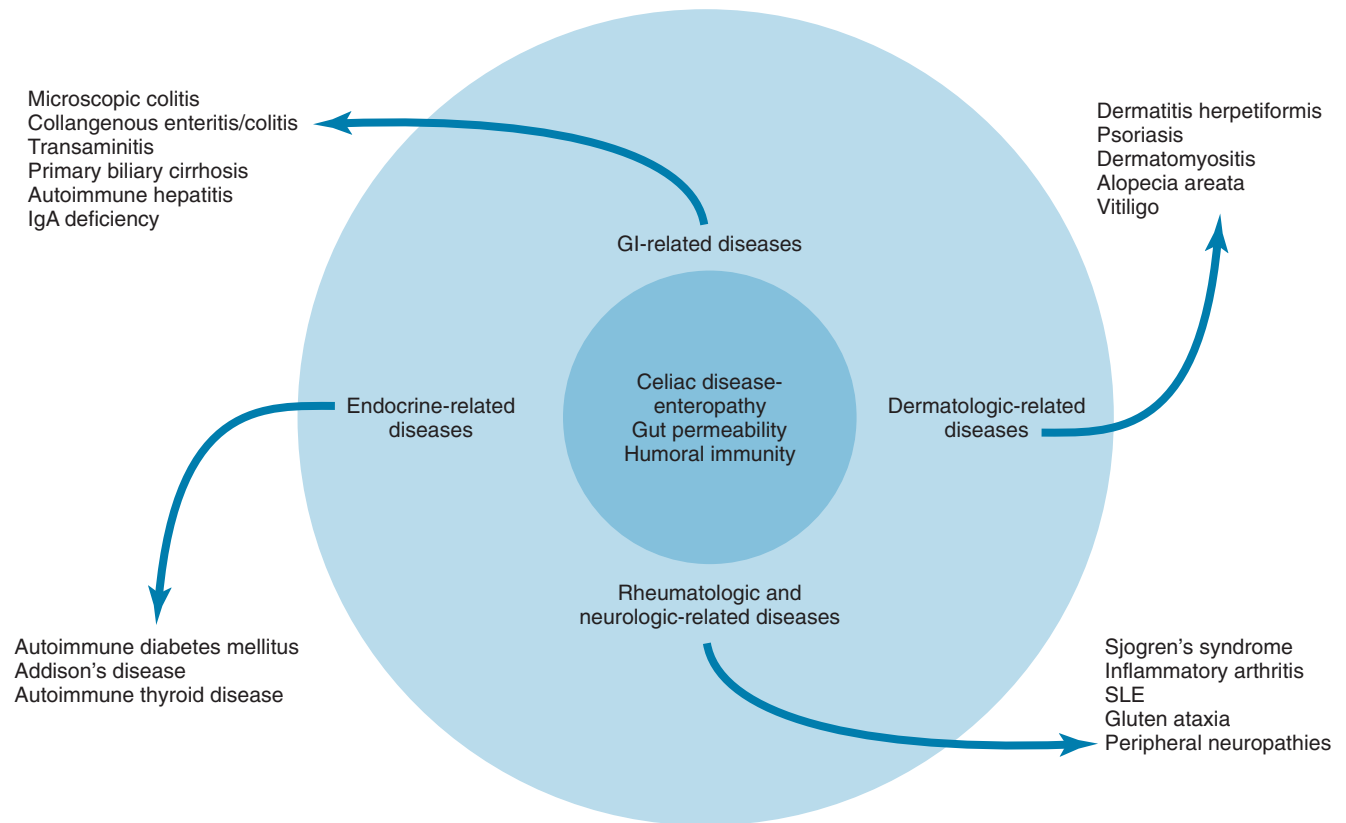 Microscopic colitis
Collangenous enteritis/colitis
Transaminitis
Primary biliary cirrhosis
Autoimmune hepatitis
IgA deficiency
Dermatitis herpetiformis
Psoriasis
Dermatomyositis
Alopecia areata
Vitiligo
GI-related diseases
Celiac disease-
enteropathy
Gut permeability
Humoral immunity
Endocrine-related
diseases
Dermatologic-related
diseases
Rheumatologic and
neurologic-related diseases
Autoimmune diabetes mellitus
Addison's disease
Autoimmune thyroid disease
Sjogren's syndrome
Inflammatory arthritis
SLE
Gluten ataxia
Peripheral neuropathies